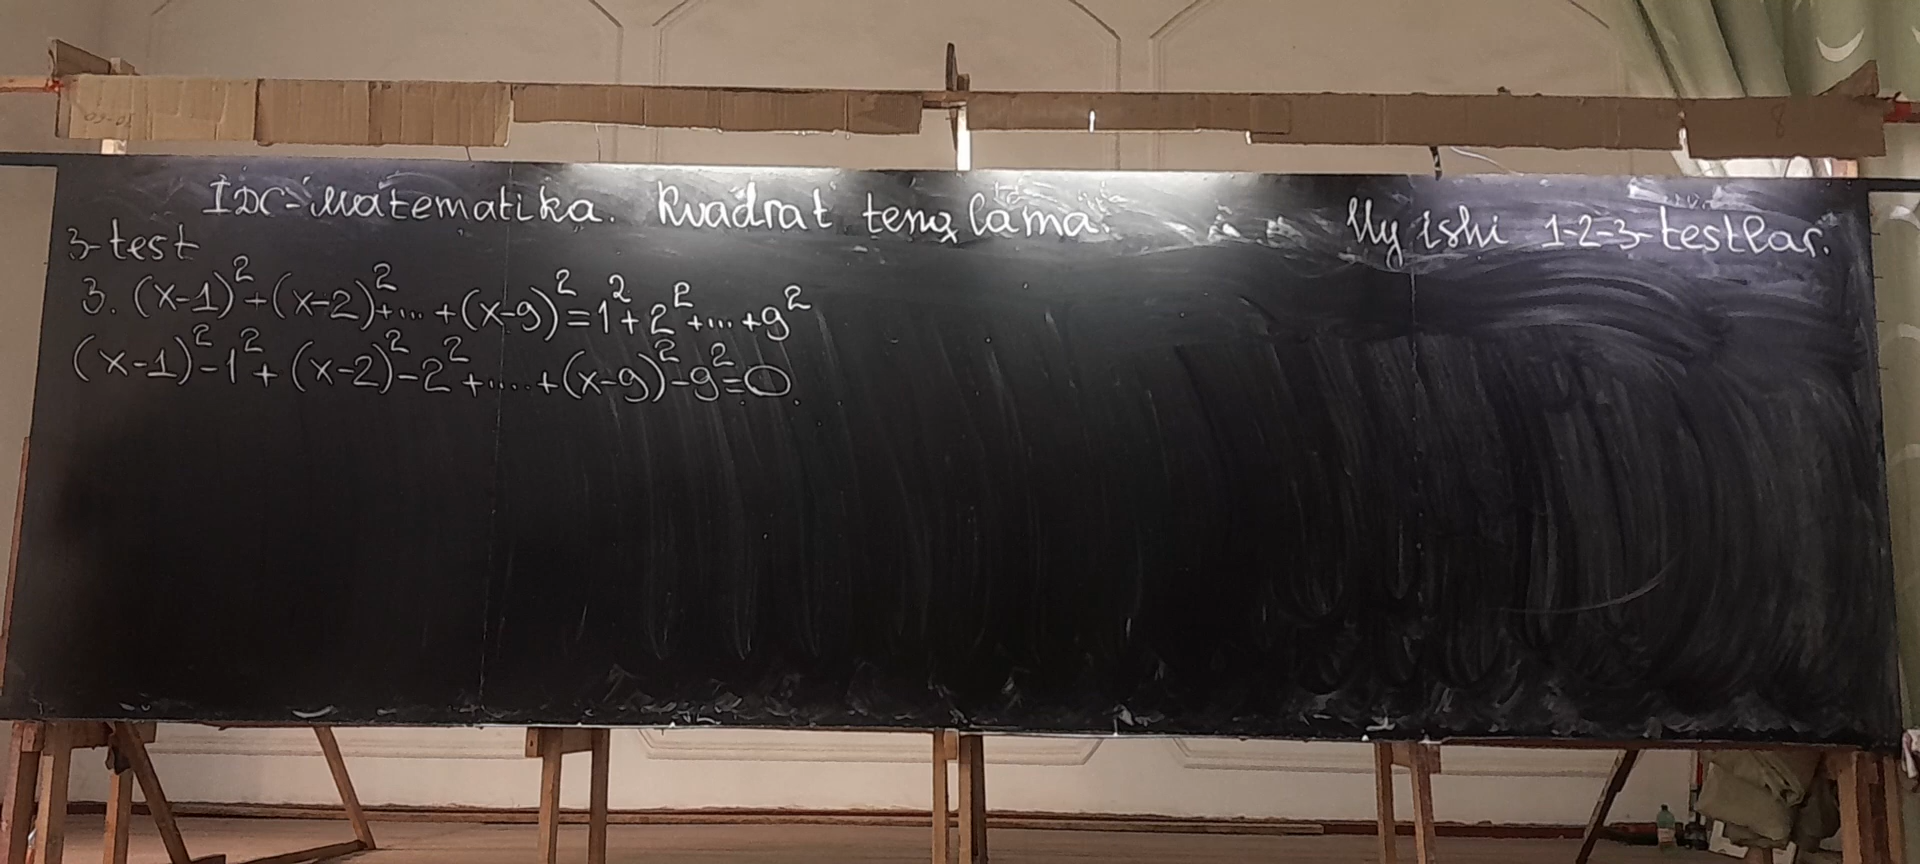 IX-Matematika. Kvadrat tenglama. Uy ishi 1-2-3-testlar.
3-test
3. (x-1)²+(x-2)²+...+(x-9)²=1²+2²+...+9²
(x-1)²-1²+(x-2)²-2²+.....+(x-9)²-9²=0.